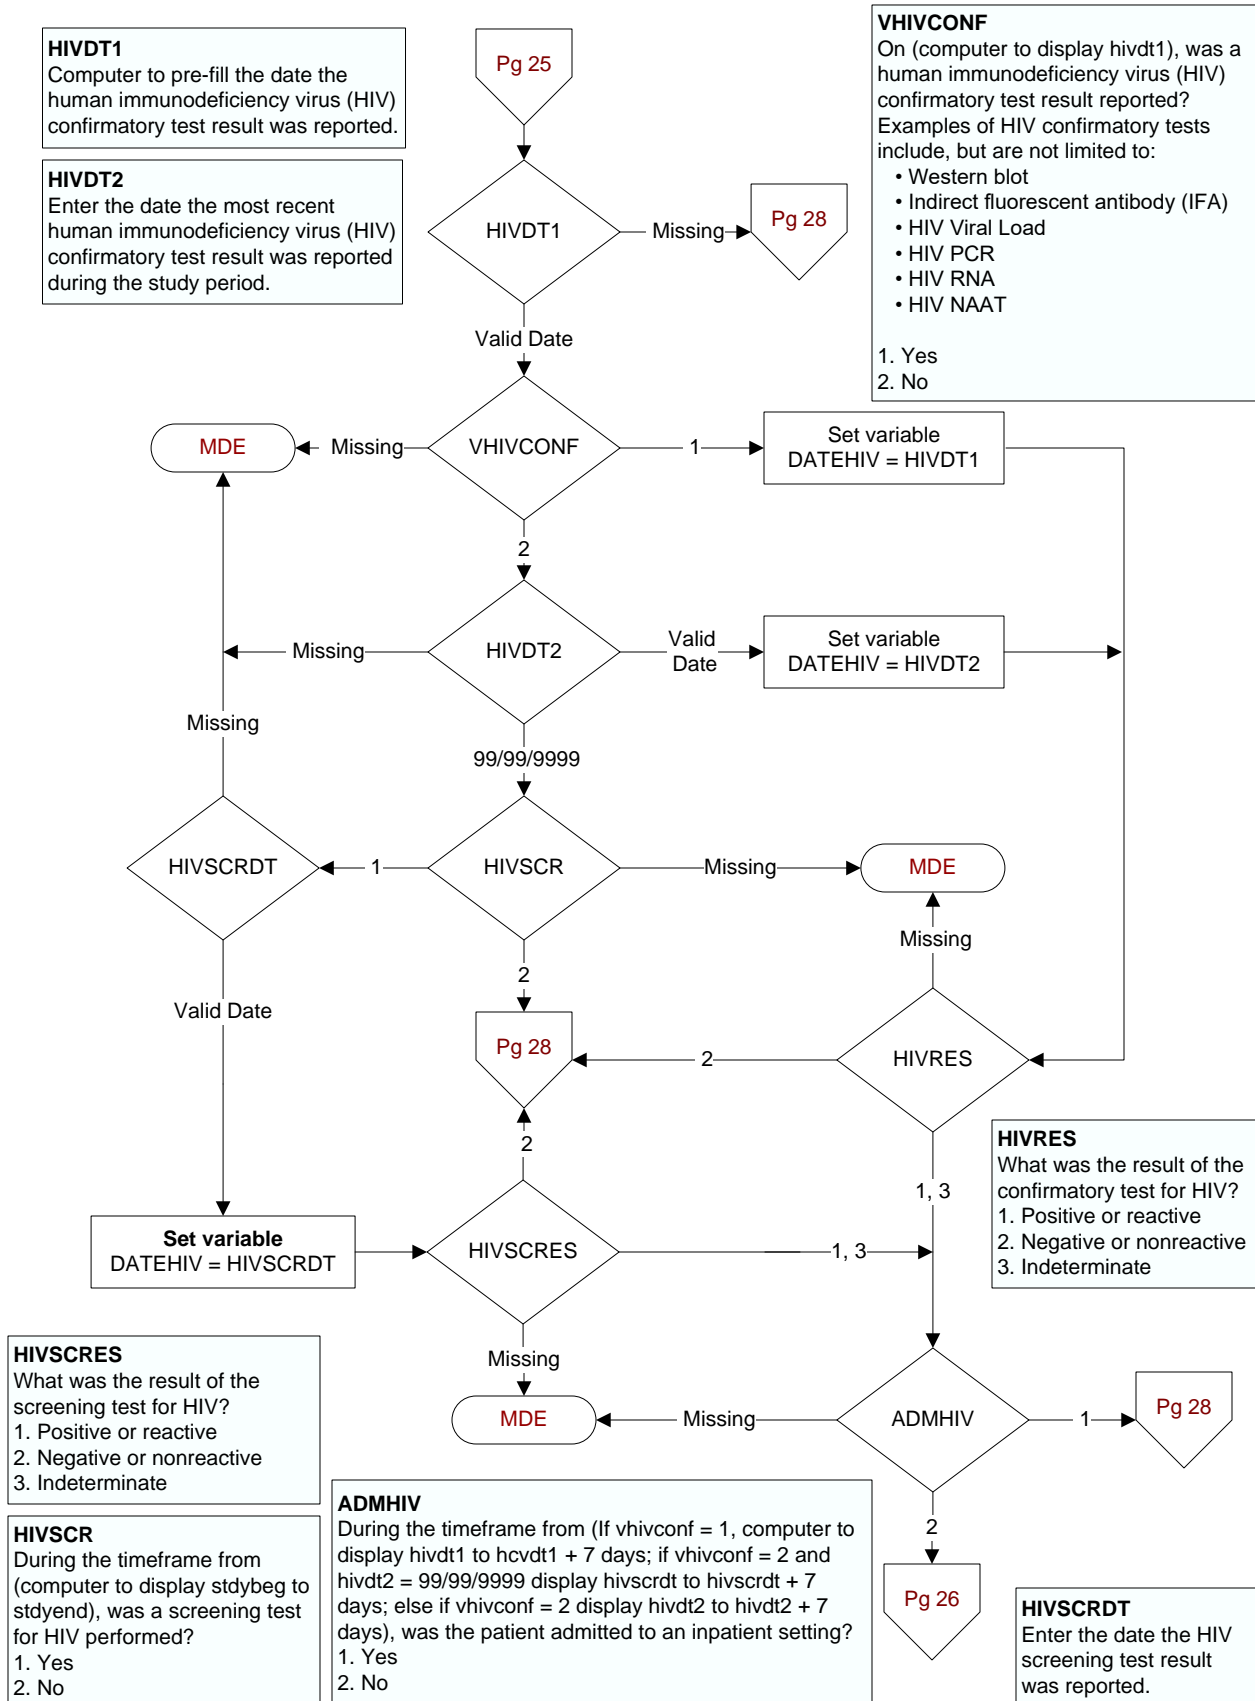 HIVDT1
Computer to pre-fill the date the
human immunodeficiency virus (HIV)
confirmatory test result was reported.
HIVDT2
Enter the date the most recent
human immunodeficiency virus (HIV)
confirmatory test result was reported
during the study period.
Pg 25
VHIVCONF
On (computer to display hivdt1), was a
human immunodeficiency virus (HIV)
confirmatory test result reported?
Examples of HIV confirmatory tests
include, but are not limited to:
• Western blot
• Indirect fluorescent antibody (IFA)
• HIV Viral Load
• HIV PCR
• HIV RNA
• HIV NAAT
1. Yes
2. No
HIVDT1
Missing
Pg 28
Valid Date
MDE
Missing
VHIVCONF
1
Set variable
DATEHIV = HIVDT1
2
Missing
HIVDT2
Valid
Date
Set variable
DATEHIV = HIVDT2
Missing
99/99/9999
HIVSCRDT
1
HIVSCR
Missing
MDE
Missing
2
Valid Date
Pg 28
2
HIVRES
2
1, 3
HIVRES
What was the result of the
confirmatory test for HIV?
1. Positive or reactive
2. Negative or nonreactive
3. Indeterminate
Set variable
DATEHIV = HIVSCRDT
HIVSCRES
1, 3
Missing
MDE
Missing
ADMHIV
1
Pg 28
2
Pg 26
HIVSCRES
What was the result of the
screening test for HIV?
1. Positive or reactive
2. Negative or nonreactive
3. Indeterminate
HIVSCR
During the timeframe from
(computer to display stdybeg to
stdyend), was a screening test
for HIV performed?
1. Yes
2. No
ADMHIV
During the timeframe from (If vhivconf = 1, computer to
display hivdt1 to hcvdt1 + 7 days; if vhivconf = 2 and
hivdt2 = 99/99/9999 display hivscrdt to hivscrdt + 7
days; else if vhivconf = 2 display hivdt2 to hivdt2 + 7
days), was the patient admitted to an inpatient setting?
1. Yes
2. No
HIVSCRDT
Enter the date the HIV
screening test result
was reported.